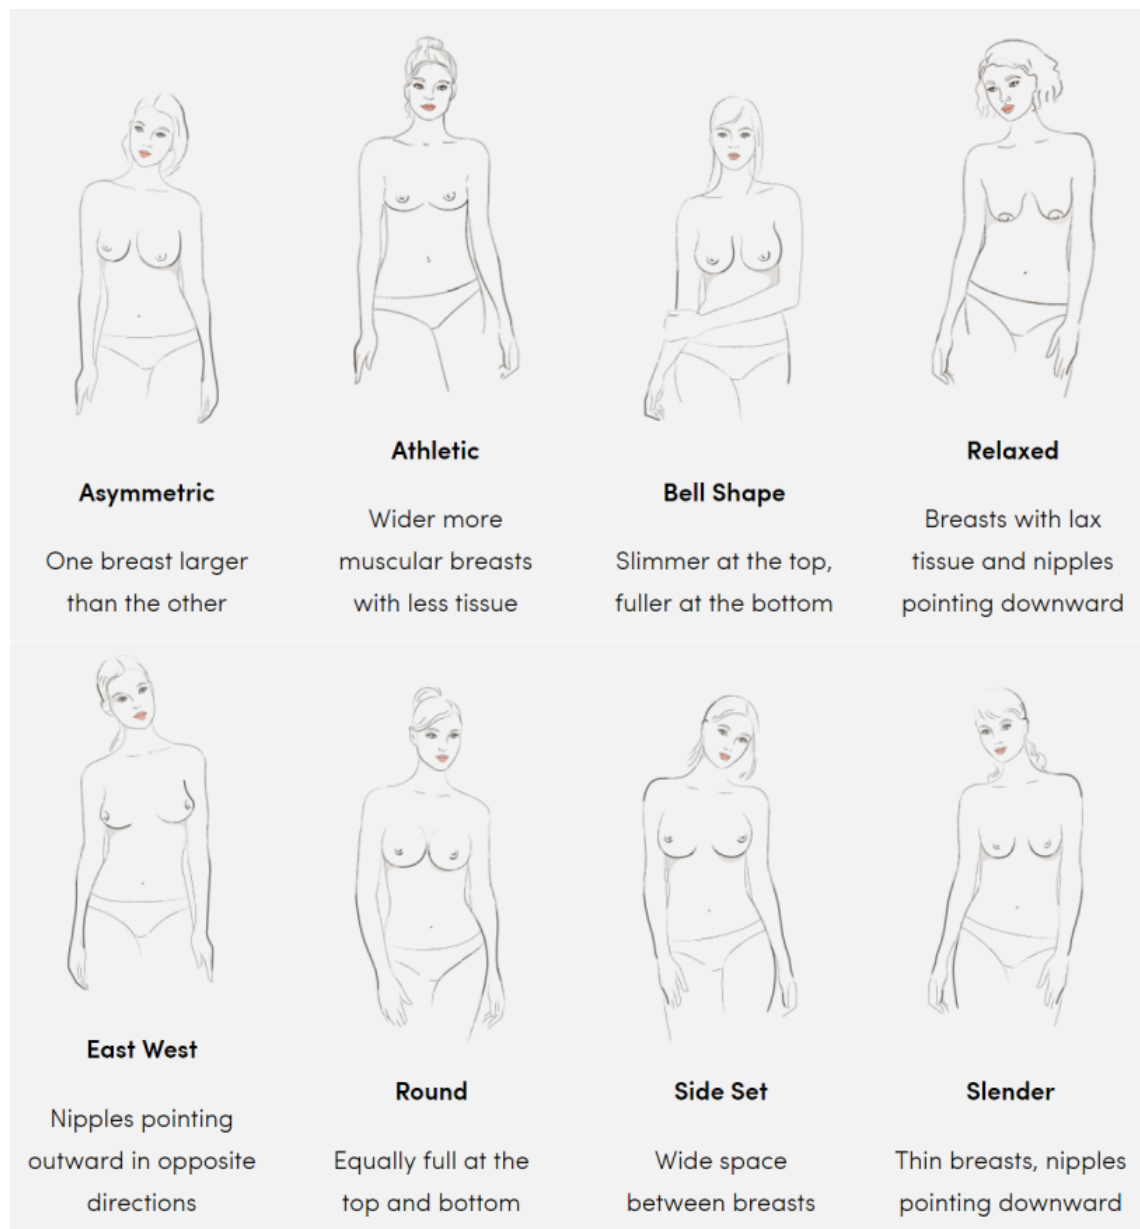 Asymmetric
One breast larger
than the other
Athletic
Wider more
muscular breasts
with less tissue
Bell Shape
Slimmer at the top,
fuller at the bottom
Relaxed
Breasts with lax
tissue and nipples
pointing downward
East West
Nipples pointing
outward in opposite
directions
Round
Equally full at the
top and bottom
Side Set
Wide space
between breasts
Slender
Thin breasts, nipples
pointing downward